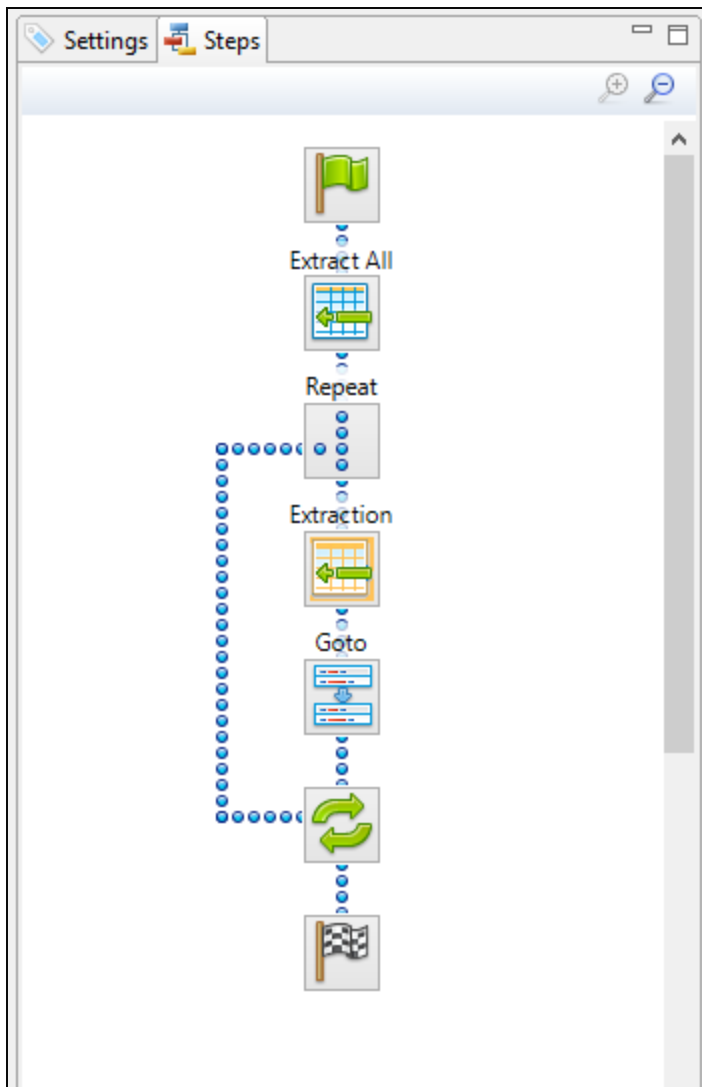 Settings Steps
Extract All
Repeat
Extraction
Goto